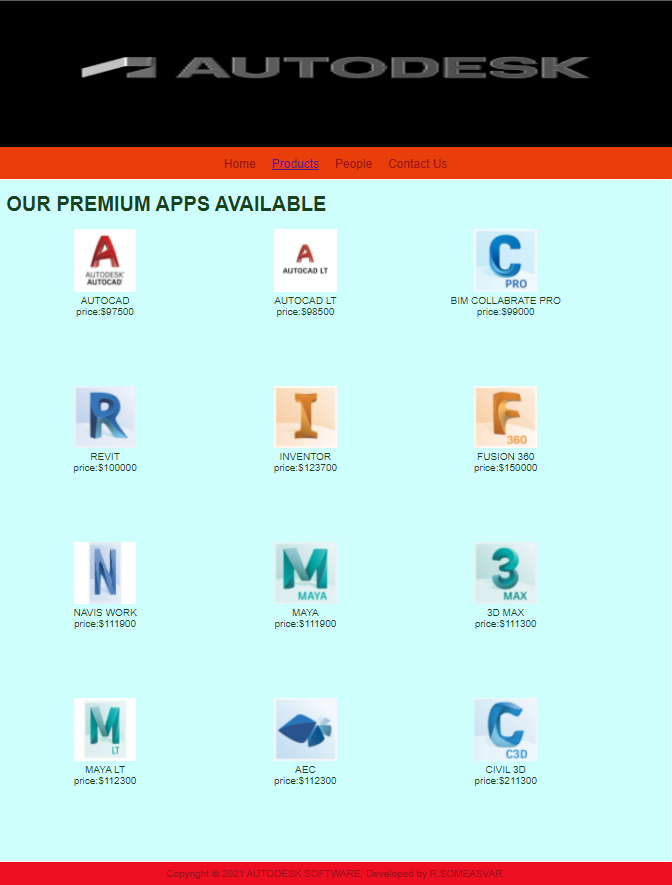 AUTODESK
Home Products People Contact Us
OUR PREMIUM APPS AVAILABLE
A
AUTODESK
AUTOCAD
AUTOCAD
price:$97500
A
AUTOCAD LT
AUTOCAD LT
price:$98500
C
PRO
BIM COLLABRATE PRO
price:$99000
R
REVIT
price:$100000
I
INVENTOR
price:$123700
F
360
FUSION 360
price:$150000
N
NAVIS WORK
price:$111900
M
MAYA
MAYA
price:$111900
3
MAX
3D MAX
price:$111300
M
LT
MAYA LT
price:$112300
AEC
price:$112300
C
C3D
CIVIL 3D
price:$211300
Copyright © 2021 AUTODESK SOFTWARE, Developed by R.SOMEASVAR.